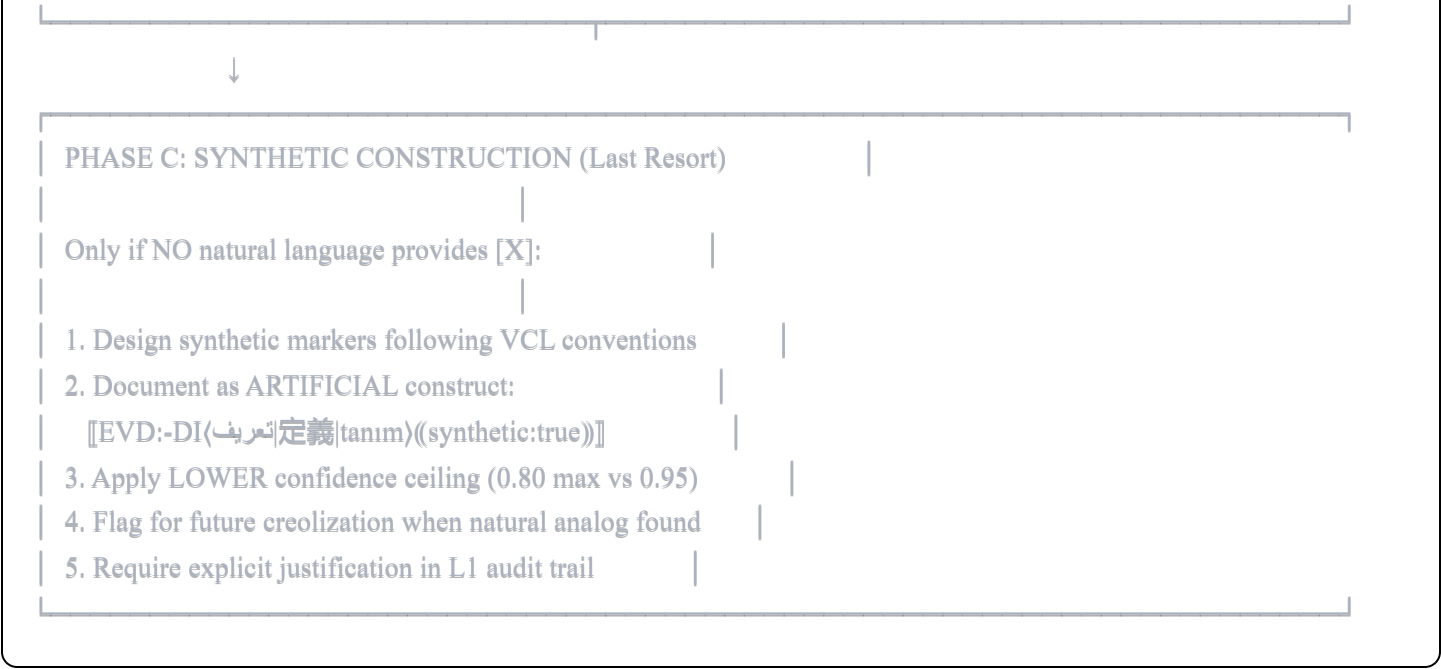 ↓
PHASE C: SYNTHETIC CONSTRUCTION (Last Resort)
Only if NO natural language provides [X]:
1. Design synthetic markers following VCL conventions
2. Document as ARTIFICIAL construct:
⟦EVD:-DI⟨تعريف|定義|tanım⟩⟨⟨synthetic:true⟩⟩⟧
3. Apply LOWER confidence ceiling (0.80 max vs 0.95)
4. Flag for future creolization when natural analog found
5. Require explicit justification in L1 audit trail